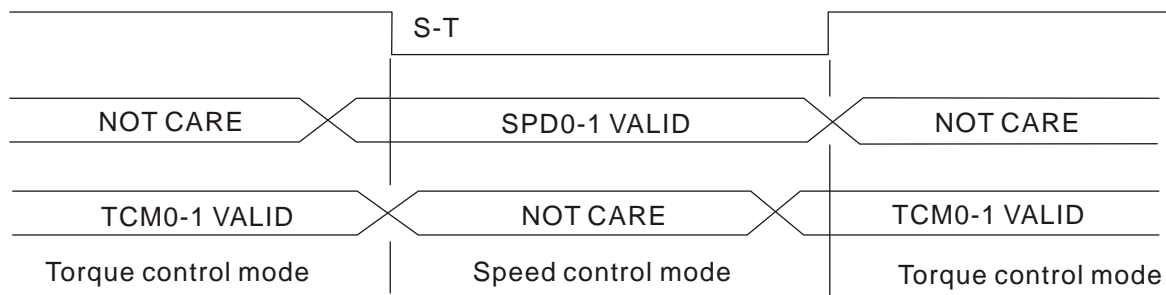 S-T
NOT CARE SPD0-1 VALID NOT CARE
TCM0-1 VALID NOT CARE TCM0-1 VALID
Torque control mode Speed control mode Torque control mode